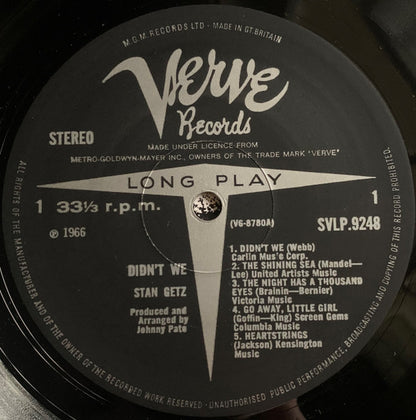 M.G.M. RECORDS LTD · MADE IN GT. BRITAIN
Verve
Records
STEREO
MADE UNDER LICENCE FROM
METRO-GOLDWYN-MAYER INC., OWNERS OF THE TRADE MARK "VERVE"
LONG PLAY
1 33⅓ r.p.m.
1
(V6-8780A)
SVLP.9248
℗ 1966
DIDN'T WE
STAN GETZ
Produced and
Arranged by
Johnny Pate
1. DIDN'T WE (Webb)
Carlin Mus's Corp.
2. THE SHINING SEA (Mandel—
Lee) United Artists Music
3. THE NIGHT HAS A THOUSAND
EYES (Brainin—Bernier)
Victoria Music
4. GO AWAY, LITTLE GIRL
(Goffin—King) Screen Gems
Columbia Music
5. HEARTSTRINGS
(Jackson) Kensington
Music
ALL RIGHTS OF THE MANUFACTURER AND OF THE OWNER OF THE RECORDED WORK RESERVED · UNAUTHORISED PUBLIC PERFORMANCE, BROADCASTING AND COPYING OF THIS RECORD PROHIBITED.